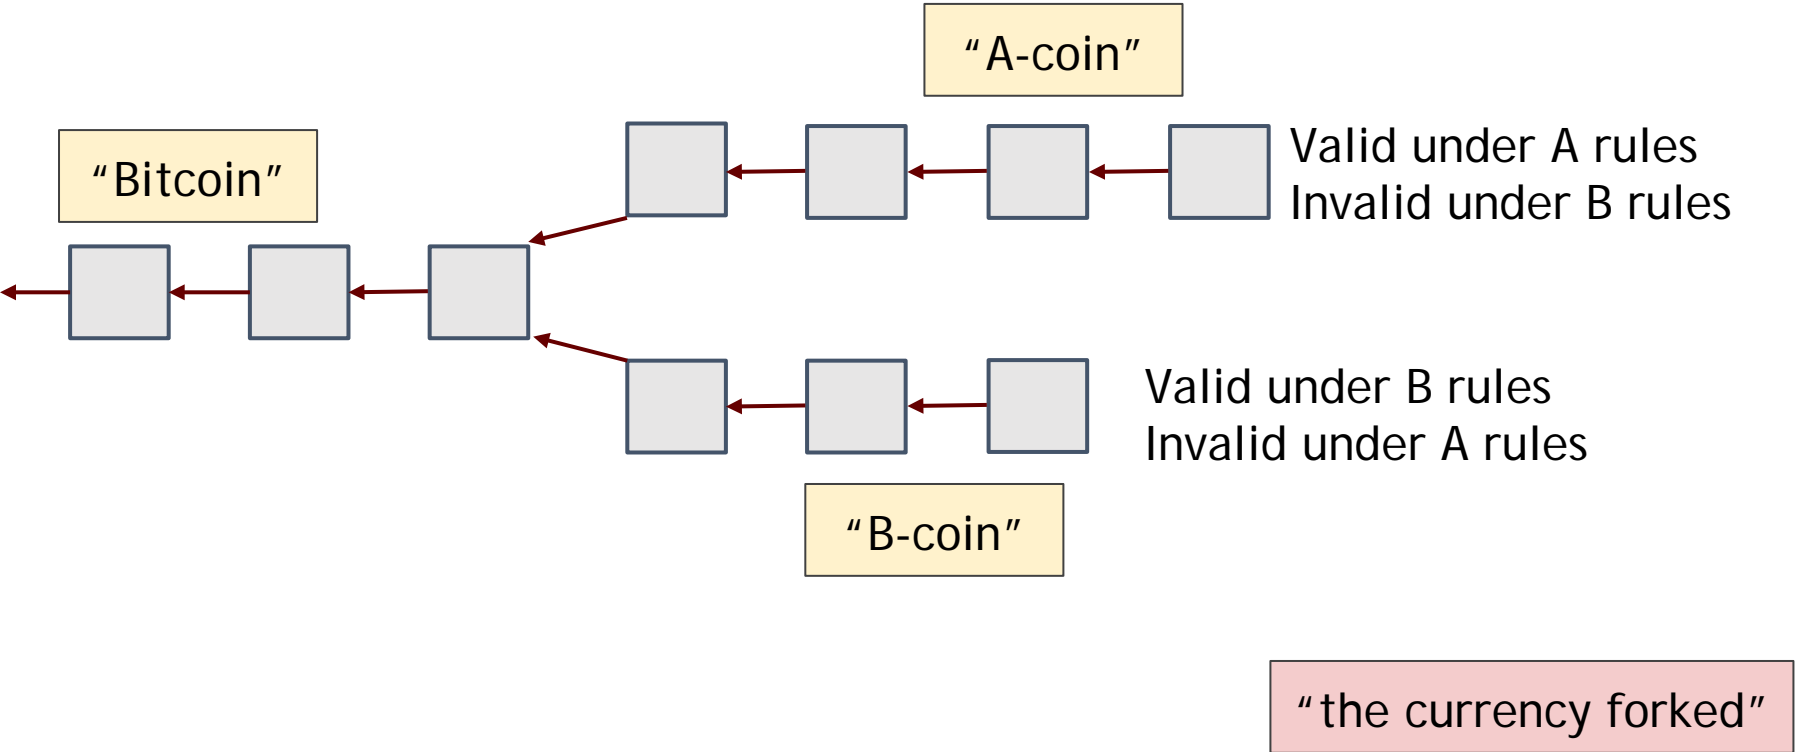 “A-coin”
“Bitcoin”
Valid under A rules
Invalid under B rules
Valid under B rules
Invalid under A rules
“B-coin”
“the currency forked”